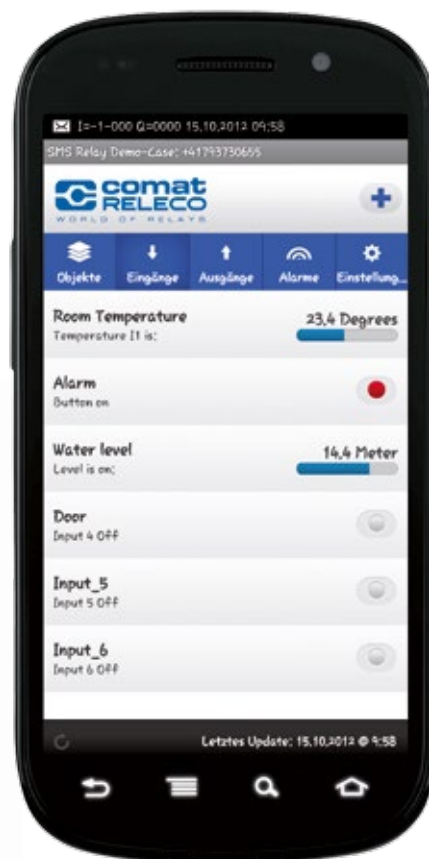 I=-1-000 Q=0000 15.10.2012 09:58
SMS Relay Demo-Case: +41793730655
comat
RELECO
WORLD OF RELAYS
Objekte Eingänge Ausgänge Alarme Einstellung...
Room Temperature
23,4 Degrees
Temperature I1 is:
Alarm
Button on
Water level
14,4 Meter
Level is on:
Door
Input 4 Off
Input_5
Input 5 Off
Input_6
Input 6 Off
Letztes Update: 15.10.2012 @ 9:58